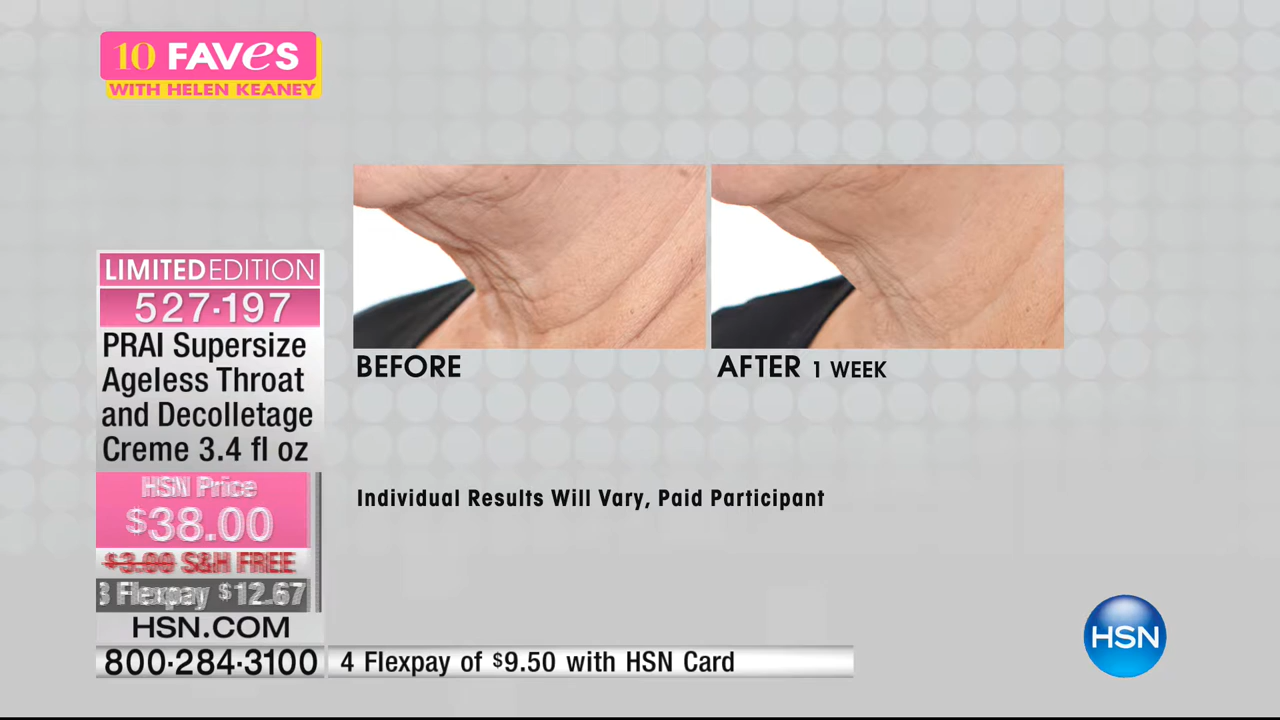 10 FAVeS
WITH HELEN KEANEY
LIMITED EDITION
527·197
PRAI Supersize
Ageless Throat
and Decolletage
Creme 3.4 fl oz
HSN Price
$38.00
$3.00 S&H FREE
3 Flexpay $12.67
HSN.COM
800·284·3100
BEFORE
AFTER 1 WEEK
Individual Results Will Vary, Paid Participant
4 Flexpay of $9.50 with HSN Card
HSN